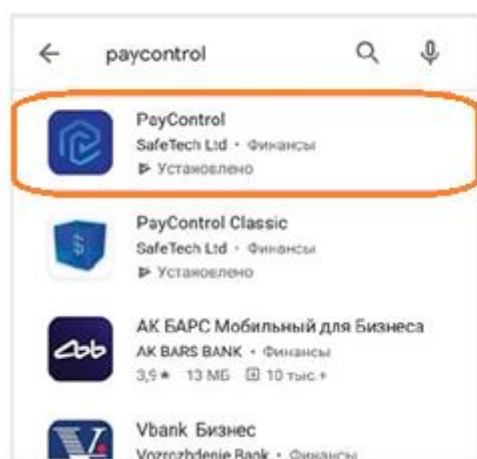 paycontrol
PayControl
SafeTech Ltd • Финансы
Установлено
PayControl Classic
SafeTech Ltd • Финансы
Установлено
$
АК БАРС Мобильный для Бизнеса
Abb
AK BARS BANK • Финансы
3,9★ 13 МБ 10 тыс.+
Vbank Бизнес
V
Vozrozhdenie Bank • Финансы